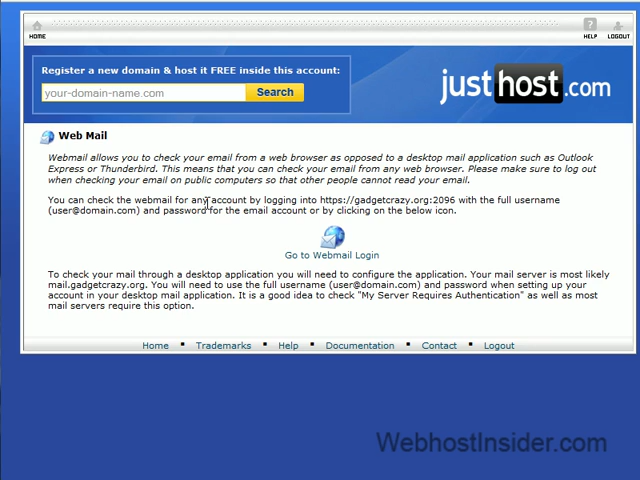 HOME
HELP
LOGOUT
Register a new domain & host it FREE inside this account:
your-domain-name.com
Search
justhost.com
Web Mail
Webmail allows you to check your email from a web browser as opposed to a desktop mail application such as Outlook
Express or Thunderbird. This means that you can check your email from any web browser. Please make sure to log out
when checking your email on public computers so that other people cannot read your email.
You can check the webmail for any account by logging into https://gadgetcrazy.org:2096 with the full username
(user@domain.com) and password for the email account or by clicking on the below icon.
Go to Webmail Login
To check your mail through a desktop application you will need to configure the application. Your mail server is most likely
mail.gadgetcrazy.org. You will need to use the full username (user@domain.com) and password when setting up your
account in your desktop mail application. It is a good idea to check "My Server Requires Authentication" as well as most
mail servers require this option.
Home ▪ Trademarks ▪ Help ▪ Documentation ▪ Contact ▪ Logout
WebhostInsider.com